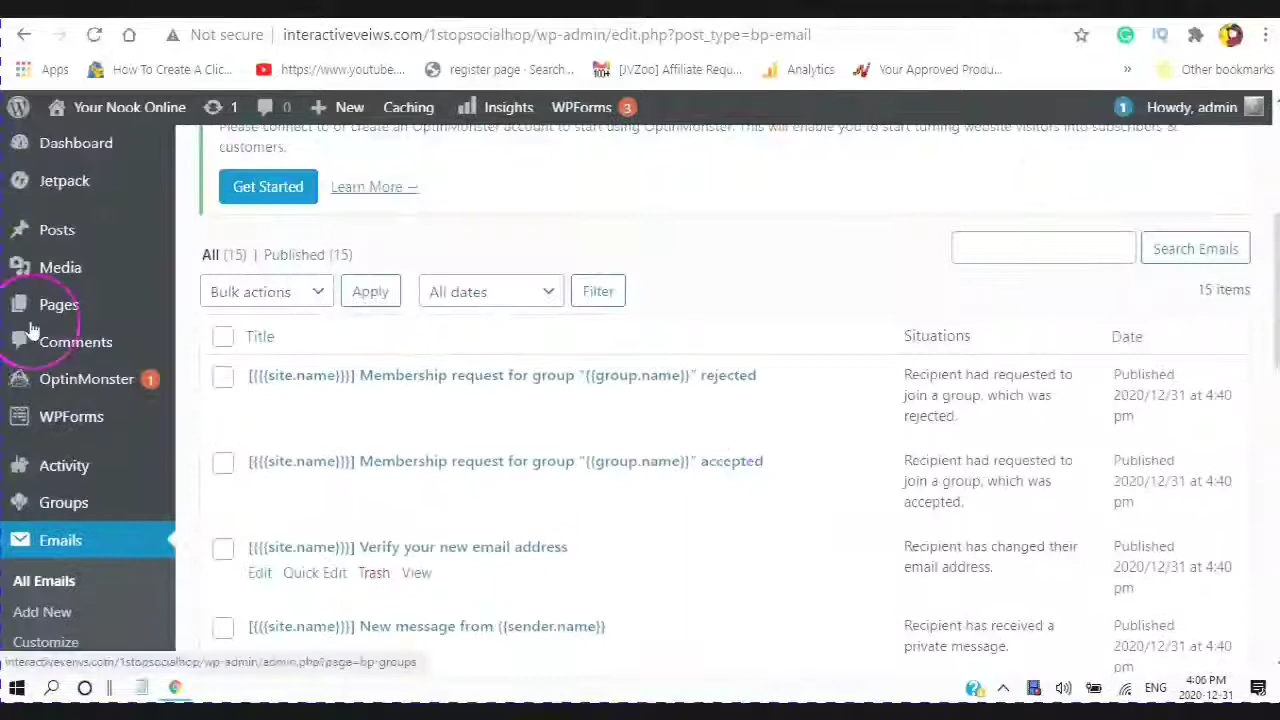 Not secure | interactiveveiws.com/1stopsocialhop/wp-admin/edit.php?post_type=bp-email
Apps How To Create A Clic... https://www.youtube.... register page - Search... [JVZoo] Affiliate Requ... Analytics Your Approved Produ... » Other bookmarks
Your Nook Online 1 0 + New Caching Insights WPForms 3 1 Howdy, admin
Please connect to or create an OptinMonster account to start using OptinMonster. This will enable you to start turning website visitors into subscribers &
customers.
Get Started Learn More →
Dashboard
Jetpack
Posts
Media
Pages
Comments
OptinMonster 1
WPForms
Activity
Groups
Emails
All Emails
Add New
Customize
All (15) | Published (15)
Search Emails
Bulk actions Apply All dates Filter
15 items
Title Situations Date
[{{{site.name}}}] Membership request for group "{{group.name}}" rejected
Recipient had requested to
join a group, which was
rejected.
Published
2020/12/31 at 4:40
pm
[{{{site.name}}}] Membership request for group "{{group.name}}" accepted
Recipient had requested to
join a group, which was
accepted.
Published
2020/12/31 at 4:40
pm
[{{{site.name}}}] Verify your new email address
Edit Quick Edit Trash View
Recipient has changed their
email address.
Published
2020/12/31 at 4:40
pm
[{{{site.name}}}] New message from {{sender.name}}
Recipient has received a
private message.
Published
2020/12/31 at 4:40
pm
interactiveveiws.com/1stopsocialhop/wp-admin/admin.php?page=bp-groups
ENG
4:06 PM
2020-12-31